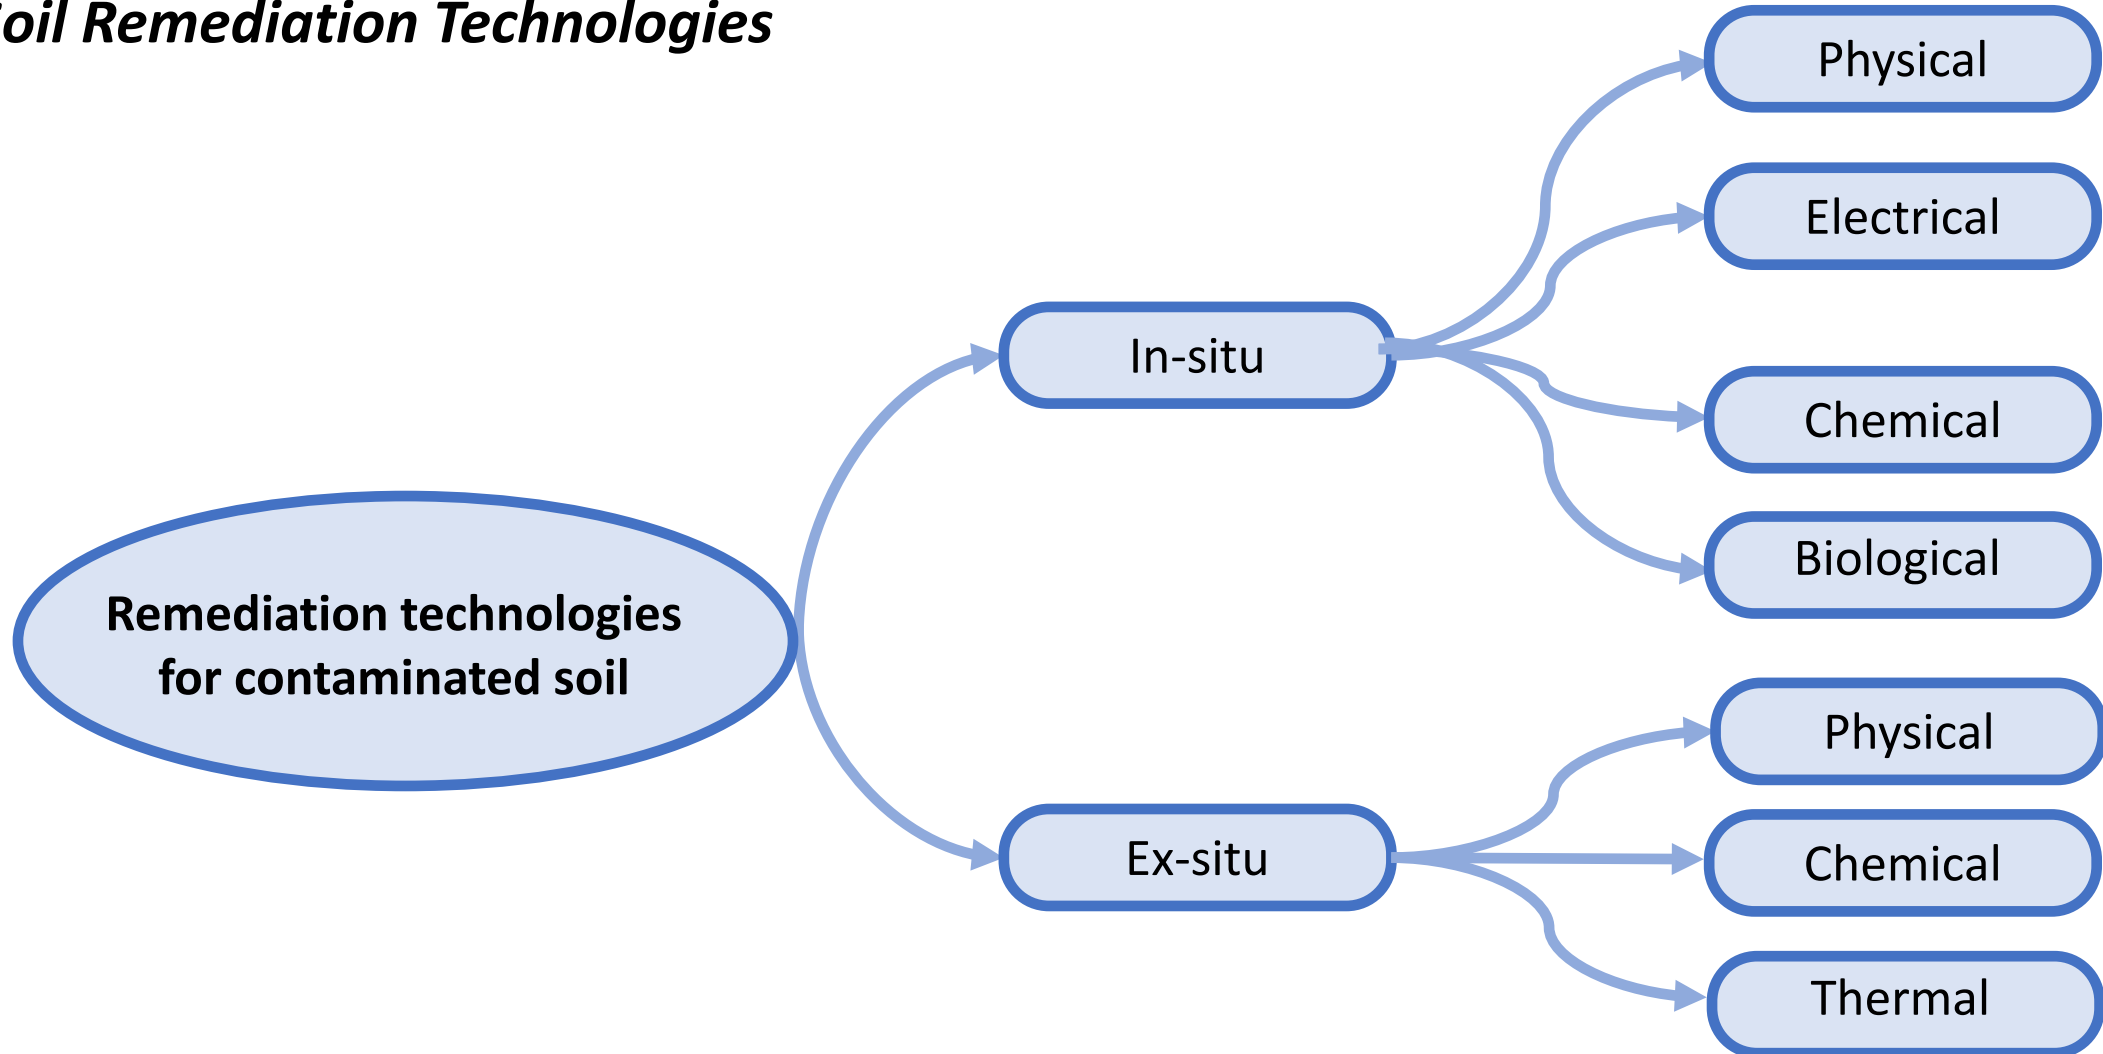 oil Remediation Technologies
Physical
Electrical
In-situ
Chemical
Biological
Remediation technologies
for contaminated soil
Physical
Ex-situ
Chemical
Thermal